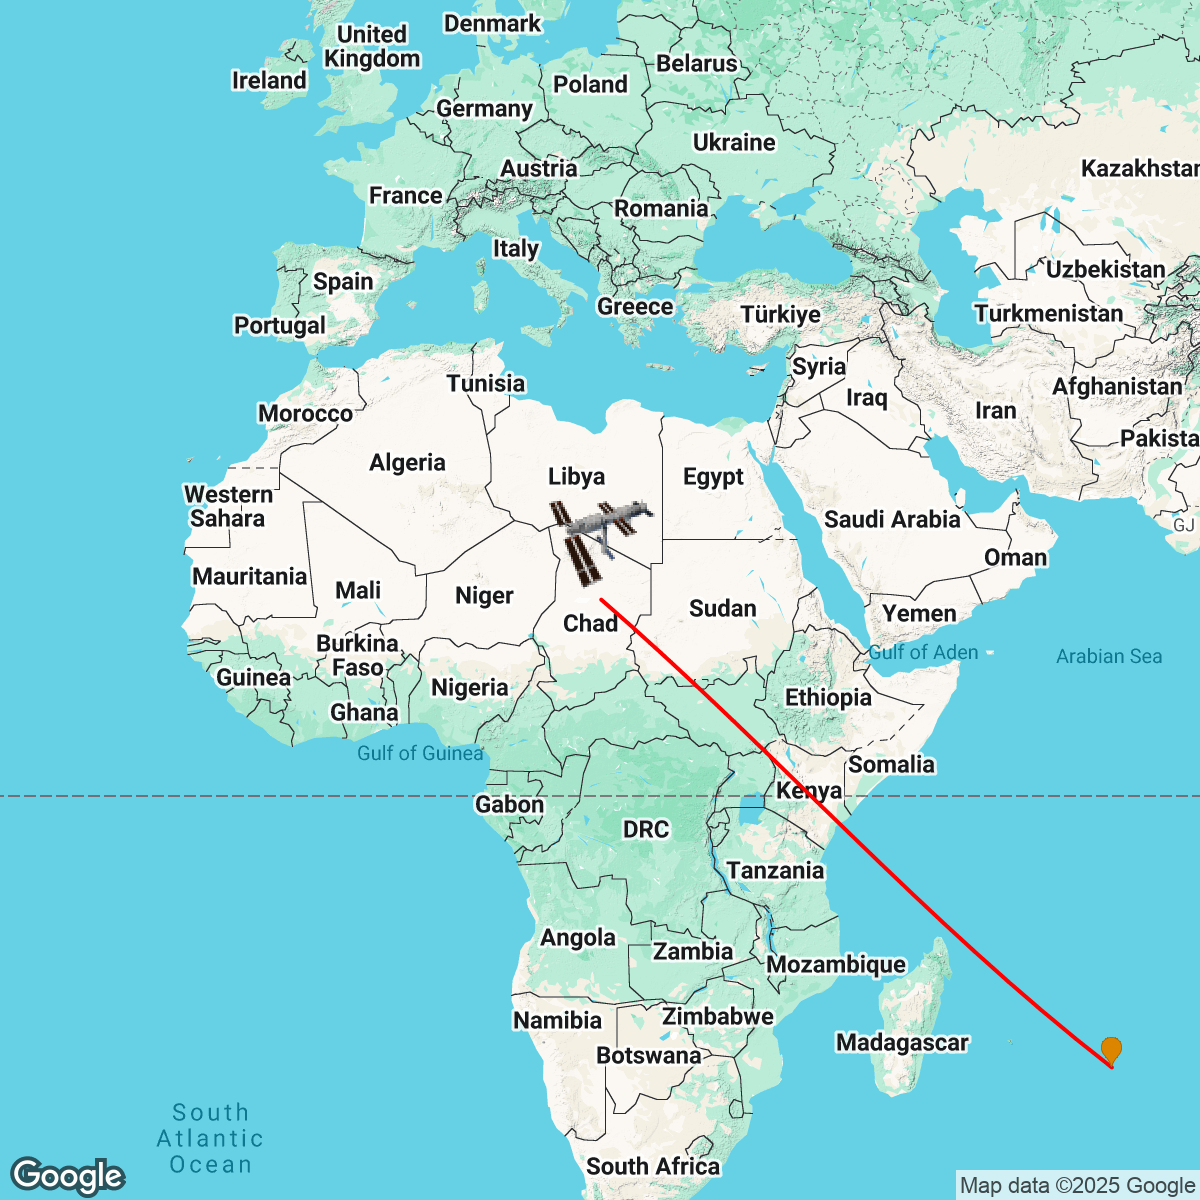 Denmark
United
Kingdom
Ireland
Belarus
Poland
Germany
Ukraine
Austria
Kazakhstan
France
Romania
Italy
Uzbekistan
Spain
Greece
Türkiye
Turkmenistan
Portugal
Syria
Tunisia
Afghanistan
Iraq
Iran
Morocco
Pakista
Algeria
Libya
Egypt
Western
Sahara
Saudi Arabia
GJ
Oman
Mauritania
Mali
Niger
Chad
Sudan
Yemen
Burkina
Faso
Gulf of Aden
Arabian Sea
Guinea
Nigeria
Ethiopia
Ghana
Gulf of Guinea
Somalia
Kenya
Gabon
DRC
Tanzania
Angola
Zambia
Mozambique
Namibia
Zimbabwe
Madagascar
Botswana
South
Atlantic
Ocean
South Africa
Google
Map data ©2025 Google